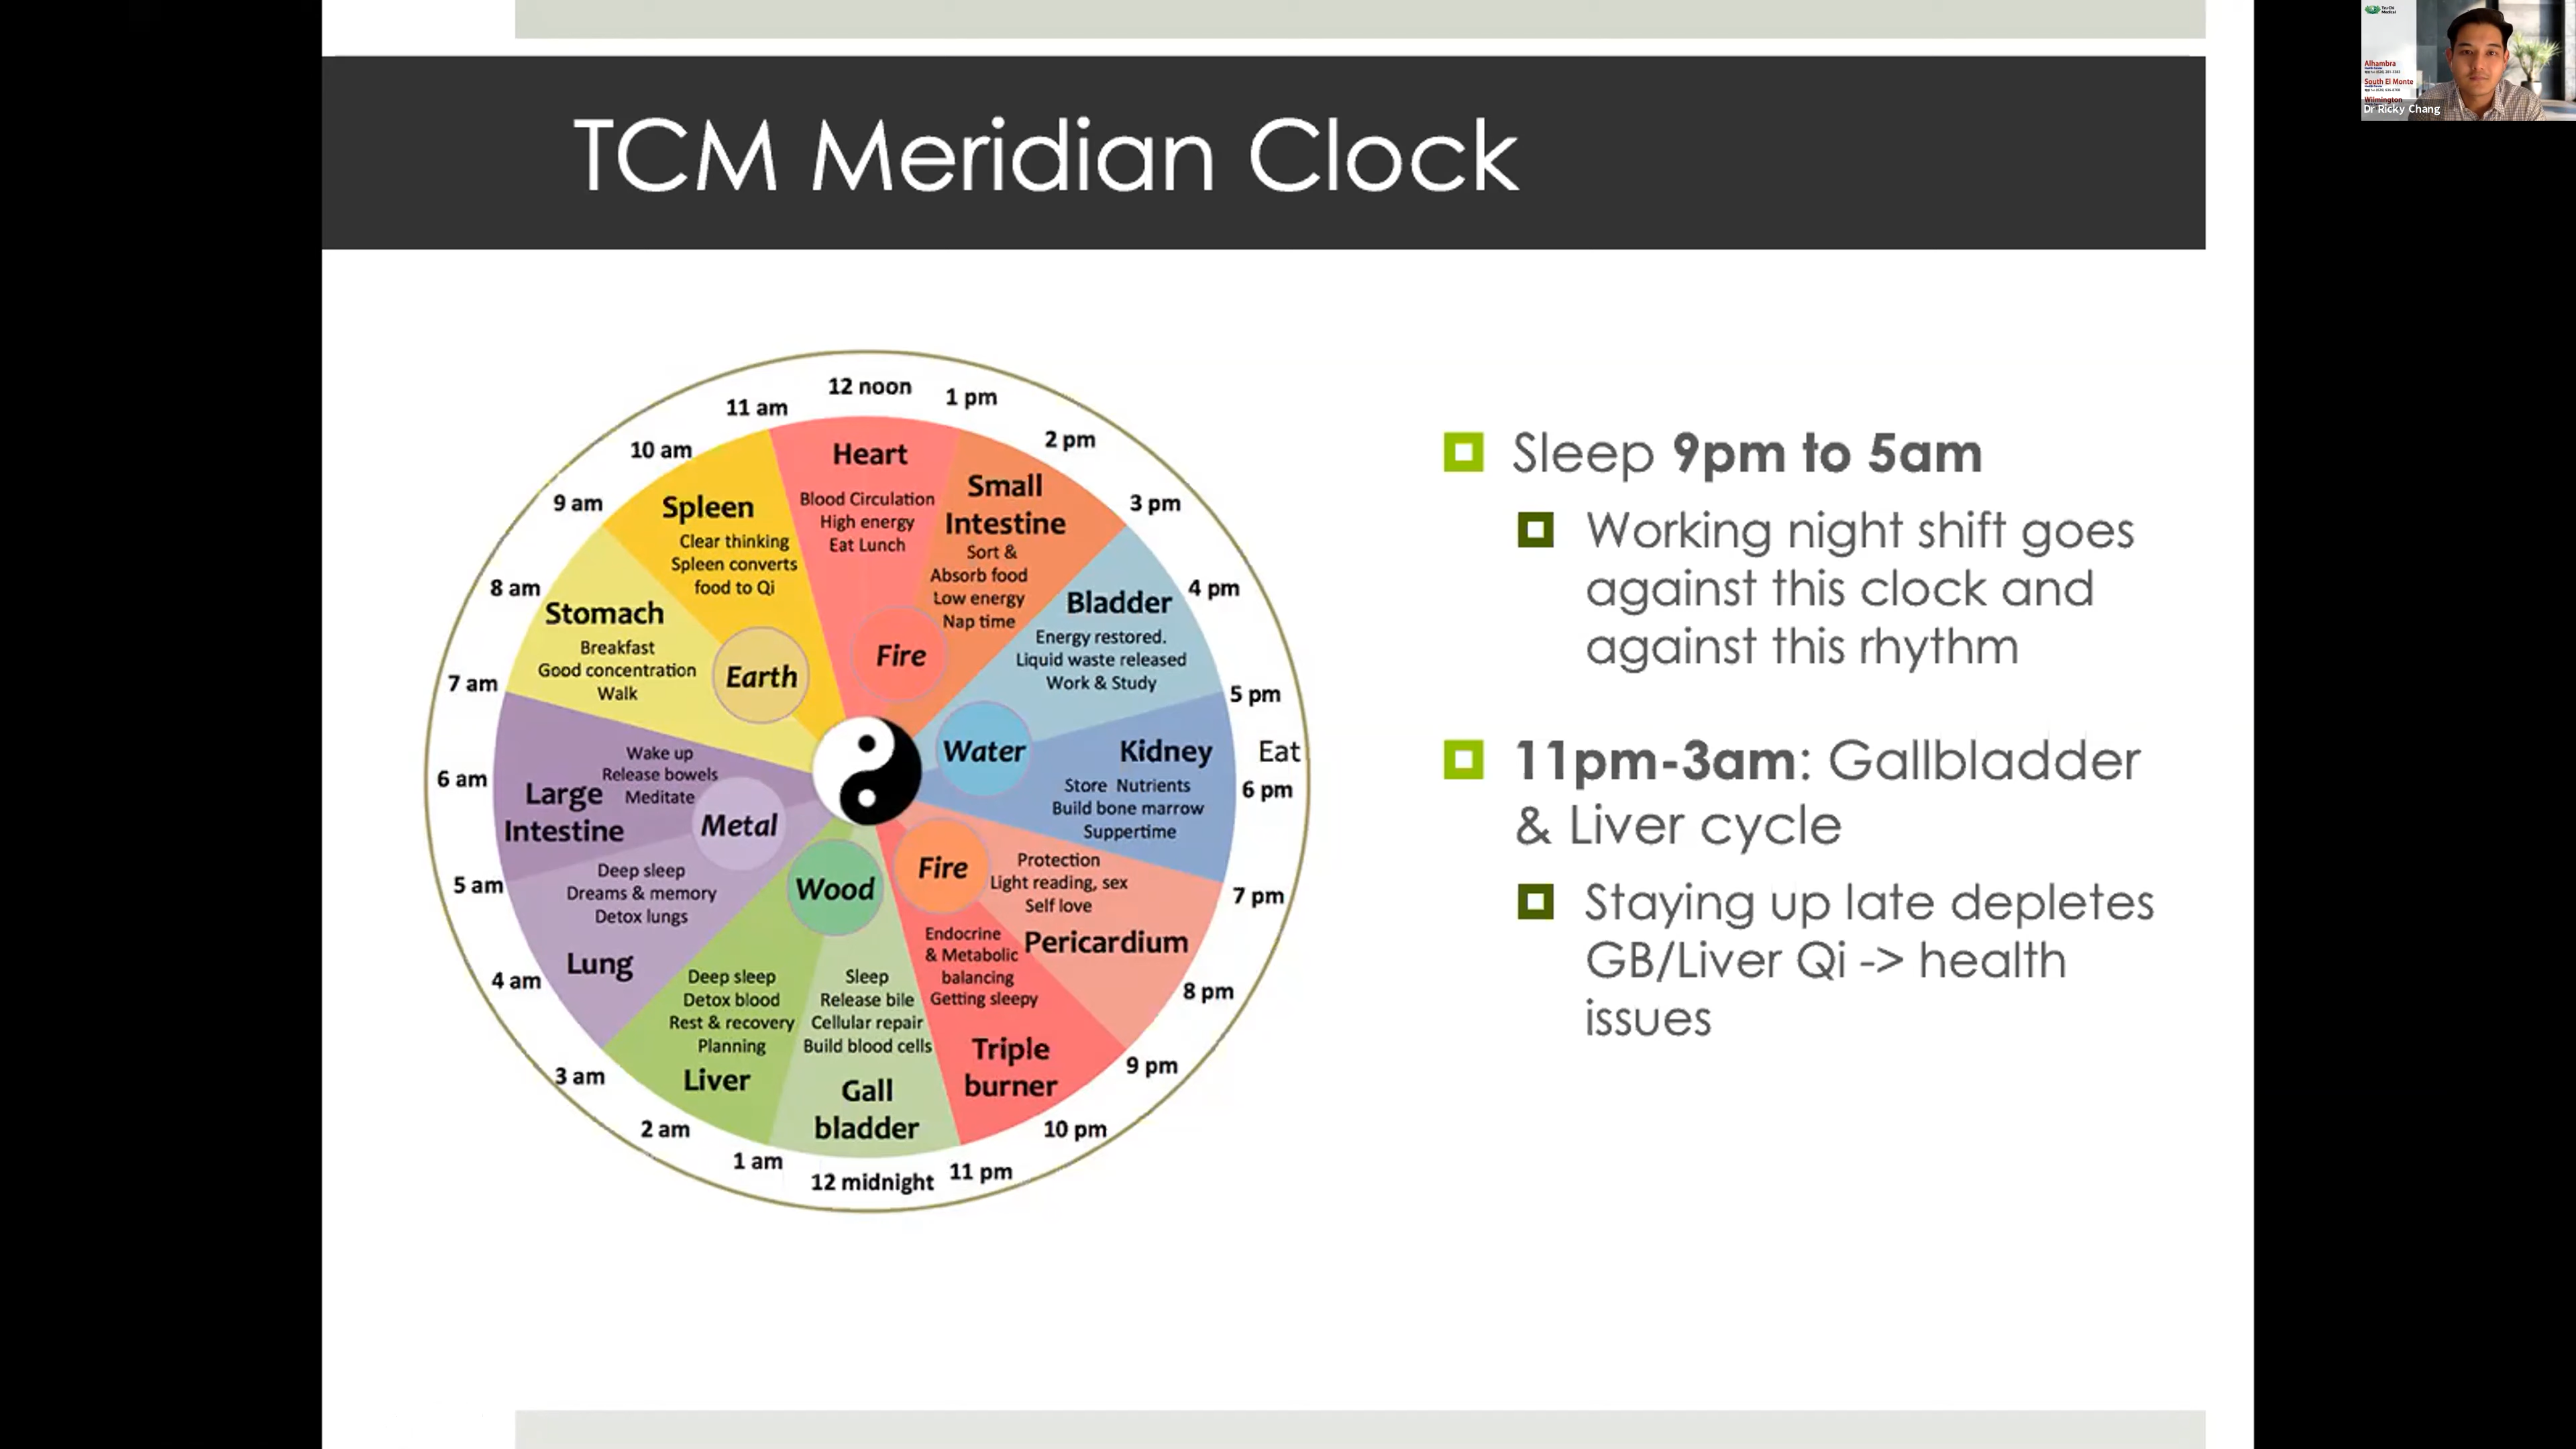 TCM Meridian Clock
12 noon
1 pm
2 pm
3 pm
4 pm
5 pm
Eat
6 pm
7 pm
8 pm
9 pm
10 pm
11 pm
12 midnight
1 am
2 am
3 am
4 am
5 am
6 am
7 am
8 am
9 am
10 am
11 am
Heart
Blood Circulation
High energy
Eat Lunch
Small
Intestine
Sort &
Absorb food
Low energy
Nap time
Fire
Bladder
Energy restored.
Liquid waste released
Work & Study
Water
Kidney
Store Nutrients
Build bone marrow
Suppertime
Protection
Light reading, sex
Self love
Pericardium
Fire
Endocrine
& Metabolic
balancing
Getting sleepy
Triple
burner
Sleep
Release bile
Cellular repair
Build blood cells
Gall
bladder
Wood
Deep sleep
Detox blood
Rest & recovery
Planning
Liver
Deep sleep
Dreams & memory
Detox lungs
Lung
Metal
Wake up
Release bowels
Meditate
Large
Intestine
Stomach
Breakfast
Good concentration
Walk
Earth
Spleen
Clear thinking
Spleen converts
food to Qi
Sleep 9pm to 5am
Working night shift goes
against this clock and
against this rhythm
11pm-3am: Gallbladder
& Liver cycle
Staying up late depletes
GB/Liver Qi -> health
issues
Alhambra
South El Monte
Wilmington
Dr Ricky Chang